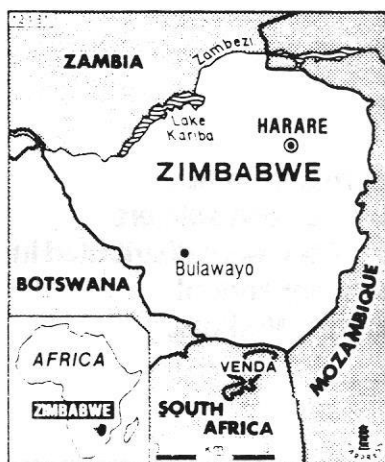 ZAMBIA
Zambezi
Lake
Kariba
HARARE
ZIMBABWE
Bulawayo
BOTSWANA
MOZAMBIQUE
VENDA
SOUTH
AFRICA
AFRICA
ZIMBABWE